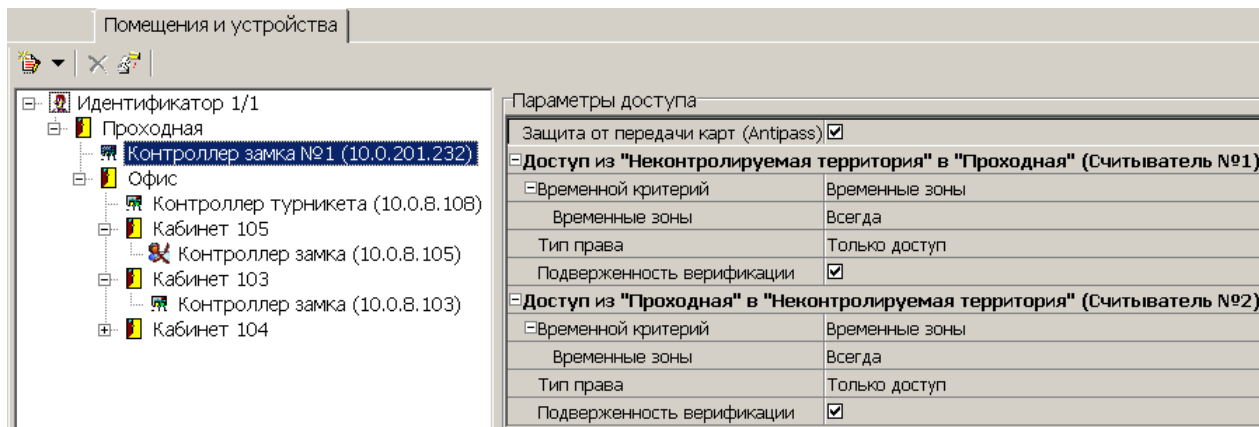 Помещения и устройства
Идентификатор 1/1
Проходная
Контроллер замка №1 (10.0.201.232)
Офис
Контроллер турникета (10.0.8.108)
Кабинет 105
Контроллер замка (10.0.8.105)
Кабинет 103
Контроллер замка (10.0.8.103)
Кабинет 104
Параметры доступа
Защита от передачи карт (Antipass)
Доступ из "Неконтролируемая территория" в "Проходная" (Считыватель №1)
Временной критерий Временные зоны
Временные зоны Всегда
Тип права Только доступ
Подверженность верификации
Доступ из "Проходная" в "Неконтролируемая территория" (Считыватель №2)
Временной критерий Временные зоны
Временные зоны Всегда
Тип права Только доступ
Подверженность верификации